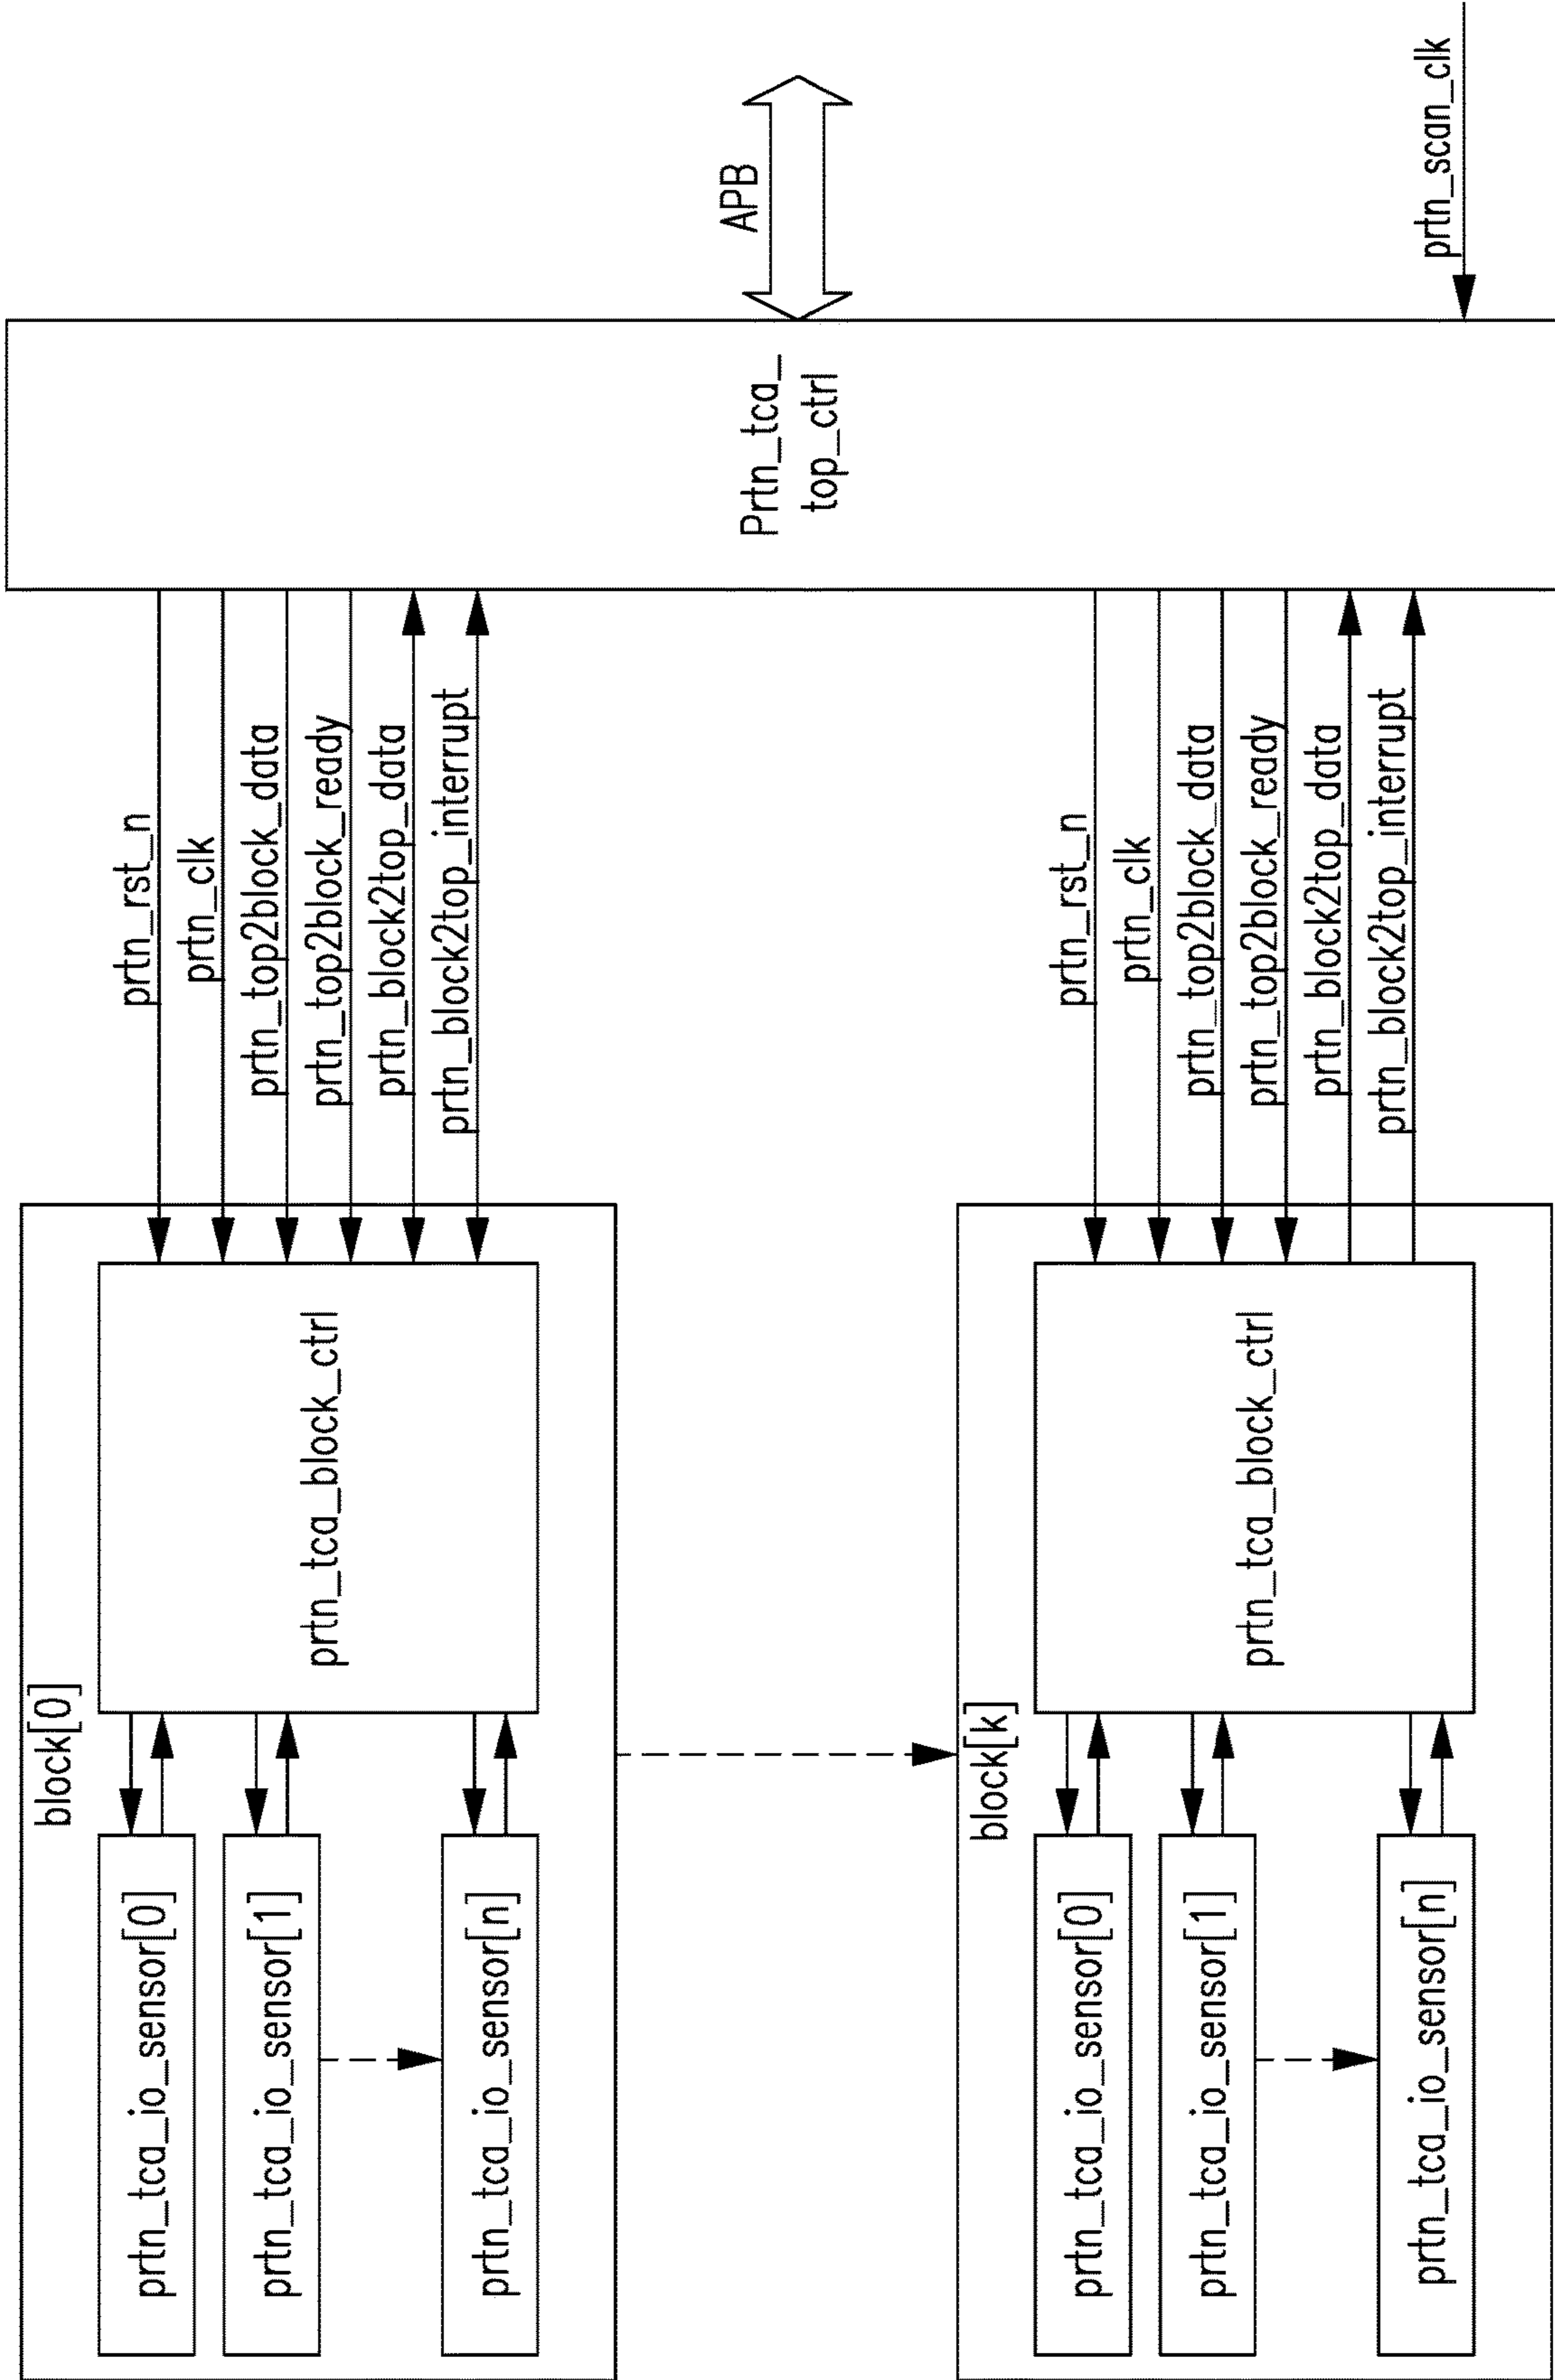 block[0]
prtn_tca_io_sensor[0]
prtn_tca_io_sensor[1]
prtn_tca_io_sensor[n]
prtn_tca_block_ctrl
prtn_rst_n
prtn_clk
prtn_top2block_data
prtn_top2block_ready
prtn_block2top_data
prtn_block2top_interrupt
block[k]
prtn_tca_io_sensor[0]
prtn_tca_io_sensor[1]
prtn_tca_io_sensor[n]
prtn_tca_block_ctrl
prtn_rst_n
prtn_clk
prtn_top2block_data
prtn_top2block_ready
prtn_block2top_data
prtn_block2top_interrupt
Prtn_tca_
top_ctrl
APB
prtn_scan_clk